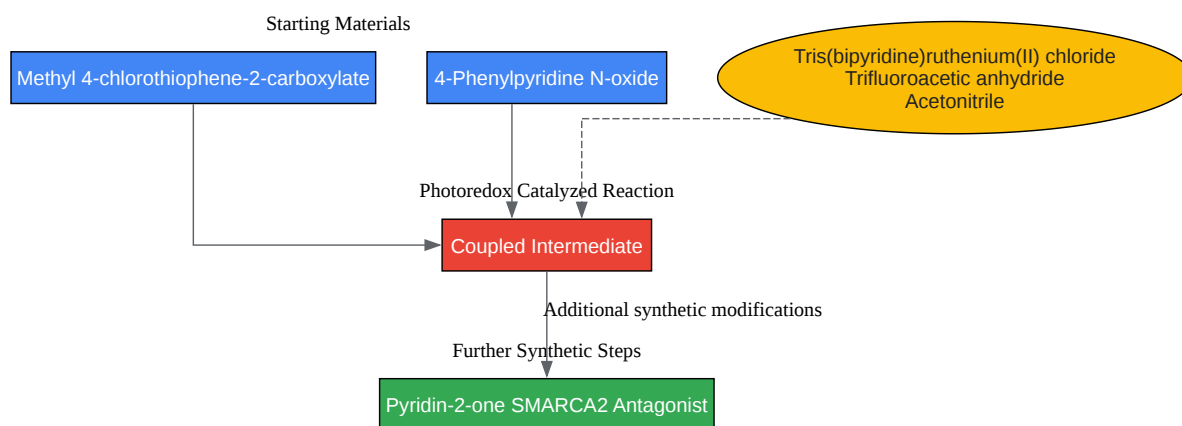 Starting Materials
Methyl 4-chlorothiophene-2-carboxylate
4-Phenylpyridine N-oxide
Tris(bipyridine)ruthenium(II) chloride
Trifluoroacetic anhydride
Acetonitrile
Photoredox Catalyzed Reaction
Coupled Intermediate
Additional synthetic modifications
Further Synthetic Steps
Pyridin-2-one SMARCA2 Antagonist